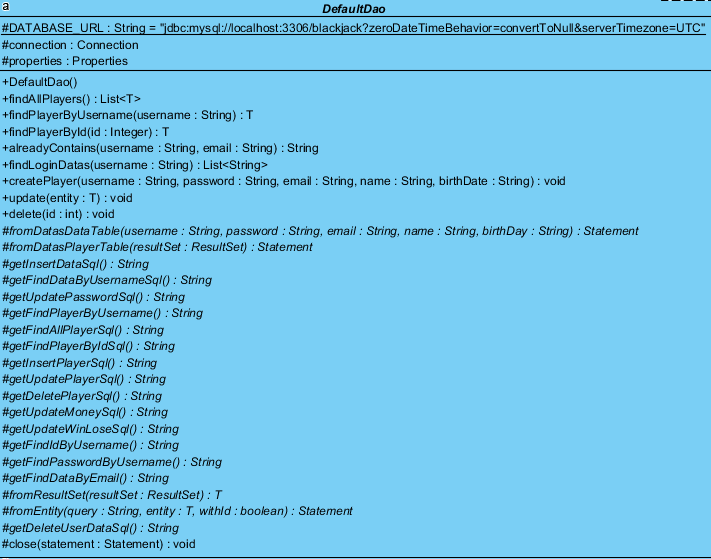 a
DefaultDao
#DATABASE_URL : String = "jdbc:mysql://localhost:3306/blackjack?zeroDateTimeBehavior=convertToNull&serverTimezone=UTC"
#connection : Connection
#properties : Properties
+DefaultDao()
+findAllPlayers() : List<T>
+findPlayerByUsername(username : String) : T
+findPlayerById(id : Integer) : T
+alreadyContains(username : String, email : String) : String
+findLoginDatas(username : String) : List<String>
+createPlayer(username : String, password : String, email : String, name : String, birthDate : String) : void
+update(entity : T) : void
+delete(id : int) : void
#fromDatasDataTable(username : String, password : String, email : String, name : String, birthDay : String) : Statement
#fromDatasPlayerTable(resultSet : ResultSet) : Statement
#getInsertDataSql() : String
#getFindDataByUsernameSql() : String
#getUpdatePasswordSql() : String
#getFindPlayerByUsername() : String
#getFindAllPlayerSql() : String
#getFindPlayerByIdSql() : String
#getInsertPlayerSql() : String
#getUpdatePlayerSql() : String
#getDeletePlayerSql() : String
#getUpdateMoneySql() : String
#getUpdateWinLoseSql() : String
#getFindIdByUsername() : String
#getFindPasswordByUsername() : String
#getFindDataByEmail() : String
#fromResultSet(resultSet : ResultSet) : T
#fromEntity(query : String, entity : T, withId : boolean) : Statement
#getDeleteUserDataSql() : String
#close(statement : Statement) : void